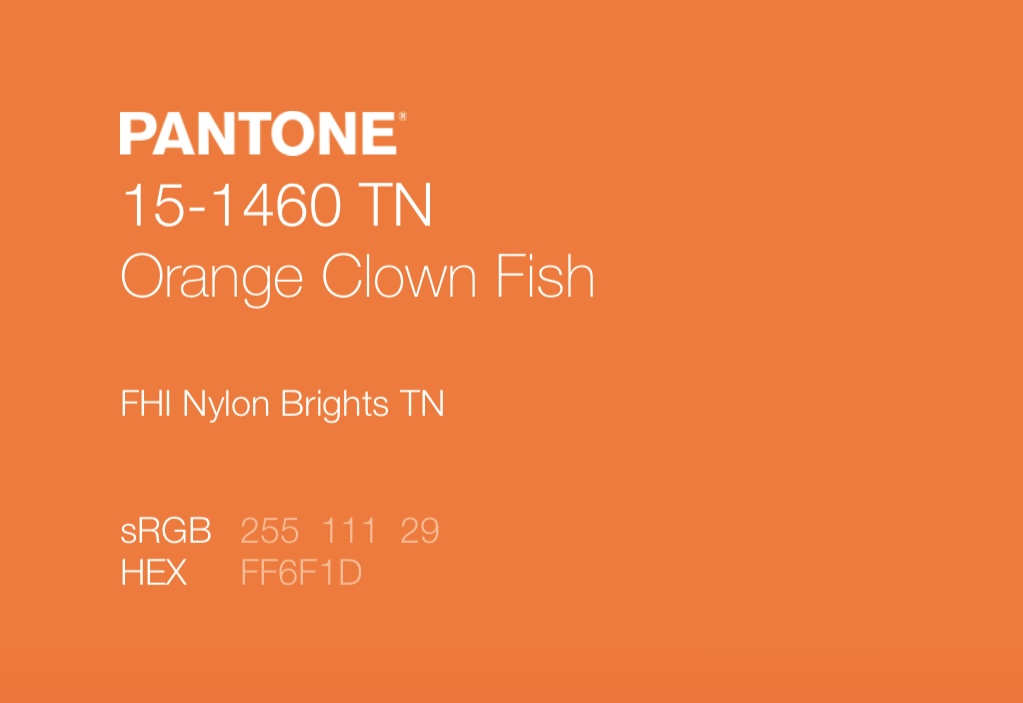 PANTONE®
15-1460 TN
Orange Clown Fish
FHI Nylon Brights TN
sRGB 255 111 29
HEX FF6F1D